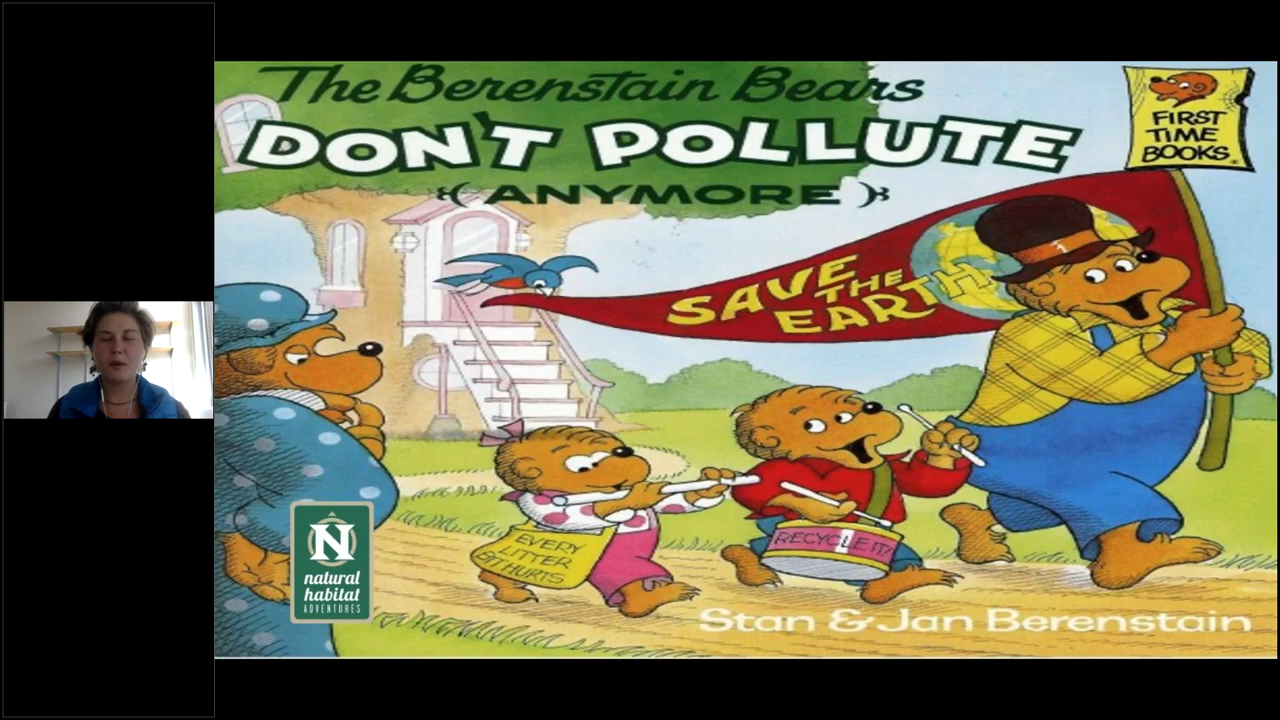 The Berenstain Bears
DON'T POLLUTE
(ANYMORE)
FIRST
TIME
BOOKS
SAVE
THE
EARTH
EVERY
LITTER
BIT HURTS
RECYCLE IT!
N
natural
habitat
ADVENTURES
Stan & Jan Berenstain